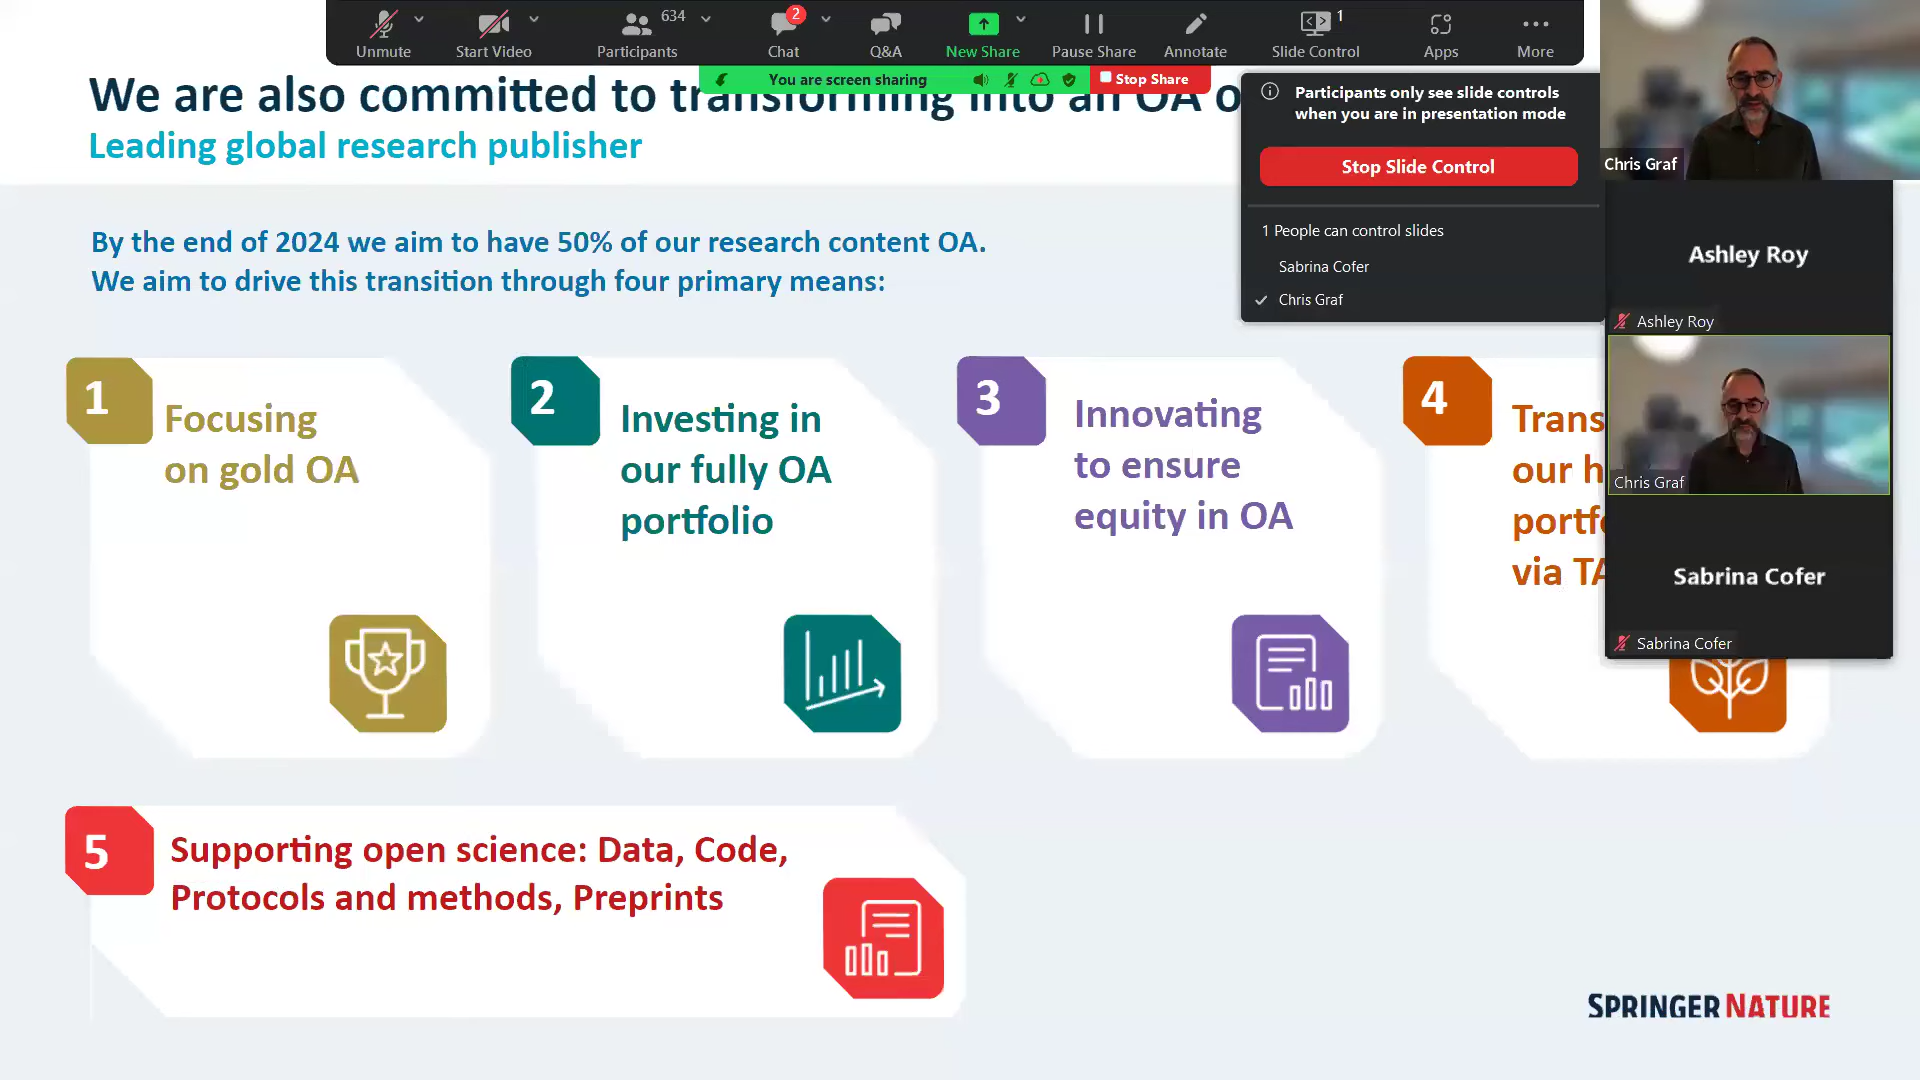 634
2
1
Unmute
Start Video
Participants
Chat
Q&A
New Share
Pause Share
Annotate
Slide Control
Apps
More
You are screen sharing
Stop Share
We are also committed to transforming into an OA
Leading global research publisher
Participants only see slide controls
when you are in presentation mode
Stop Slide Control
1 People can control slides
Sabrina Cofer
Chris Graf
Chris Graf
Ashley Roy
Ashley Roy
Chris Graf
Sabrina Cofer
Sabrina Cofer
By the end of 2024 we aim to have 50% of our research content OA.
We aim to drive this transition through four primary means:
1
Focusing
on gold OA
2
Investing in
our fully OA
portfolio
3
Innovating
to ensure
equity in OA
4
Trans
our h
portf
via TA
5
Supporting open science: Data, Code,
Protocols and methods, Preprints
SPRINGER NATURE